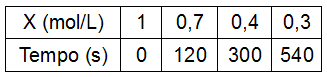 X (mol/L) 1 0,7 0,4 0,3
Tempo (s) 0 120 300 540